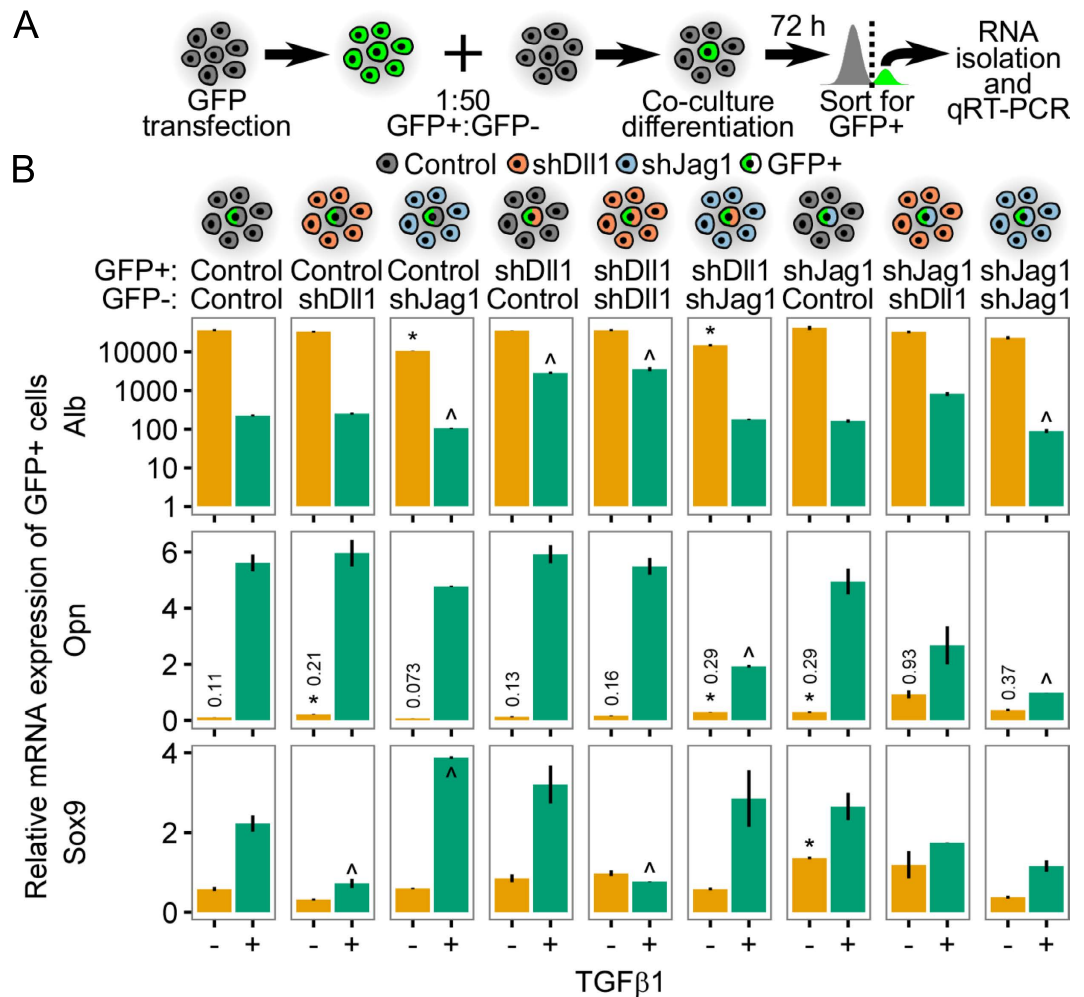 A
GFP
transfection
+
1:50
GFP+:GFP-
Co-culture
differentiation
72 h
Sort for
GFP+
RNA
isolation
and
qRT-PCR
B
Control shDll1 shJag1 GFP+
GFP+: Control Control Control shDll1 shDll1 shDll1 shJag1 shJag1 shJag1
GFP-: Control shDll1 shJag1 Control shDll1 shJag1 Control shDll1 shJag1
Relative mRNA expression of GFP+ cells
Alb
10000
1000
100
10
1
* ^ ^ ^ * ^
Opn
6
4
2
0
0.11 0.21 0.073 0.13 0.16 0.29 0.29 0.93 0.37
* * ^ * ^
Sox9
4
2
0
^ ^ ^ *
- + - + - + - + - + - + - + - + - +
TGFβ1